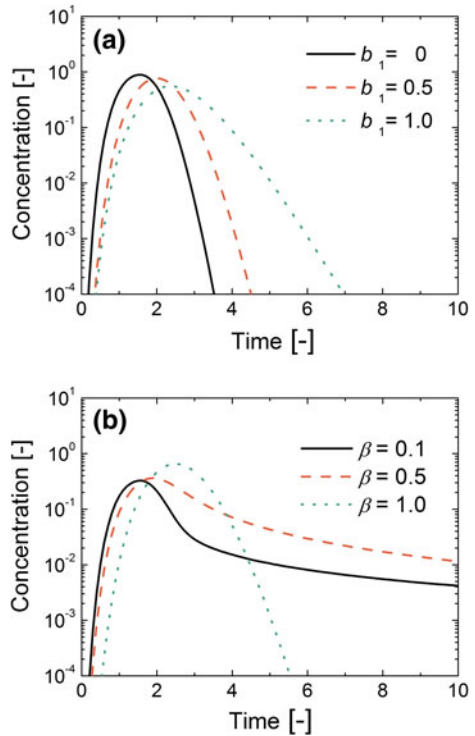 (a)
b₁ = 0
b₁ = 0.5
b₁ = 1.0
Concentration [-]
10¹
10⁰
10⁻¹
10⁻²
10⁻³
10⁻⁴
0 2 4 6 8 10
Time [-]
(b)
β = 0.1
β = 0.5
β = 1.0
Concentration [-]
10¹
10⁰
10⁻¹
10⁻²
10⁻³
10⁻⁴
0 2 4 6 8 10
Time [-]